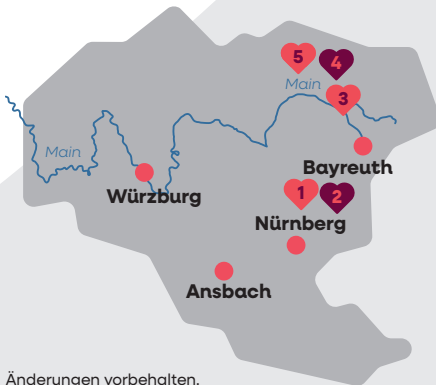 5
4
Main
3
Main
Bayreuth
Würzburg
1
2
Nürnberg
Ansbach
Änderungen vorbehalten.